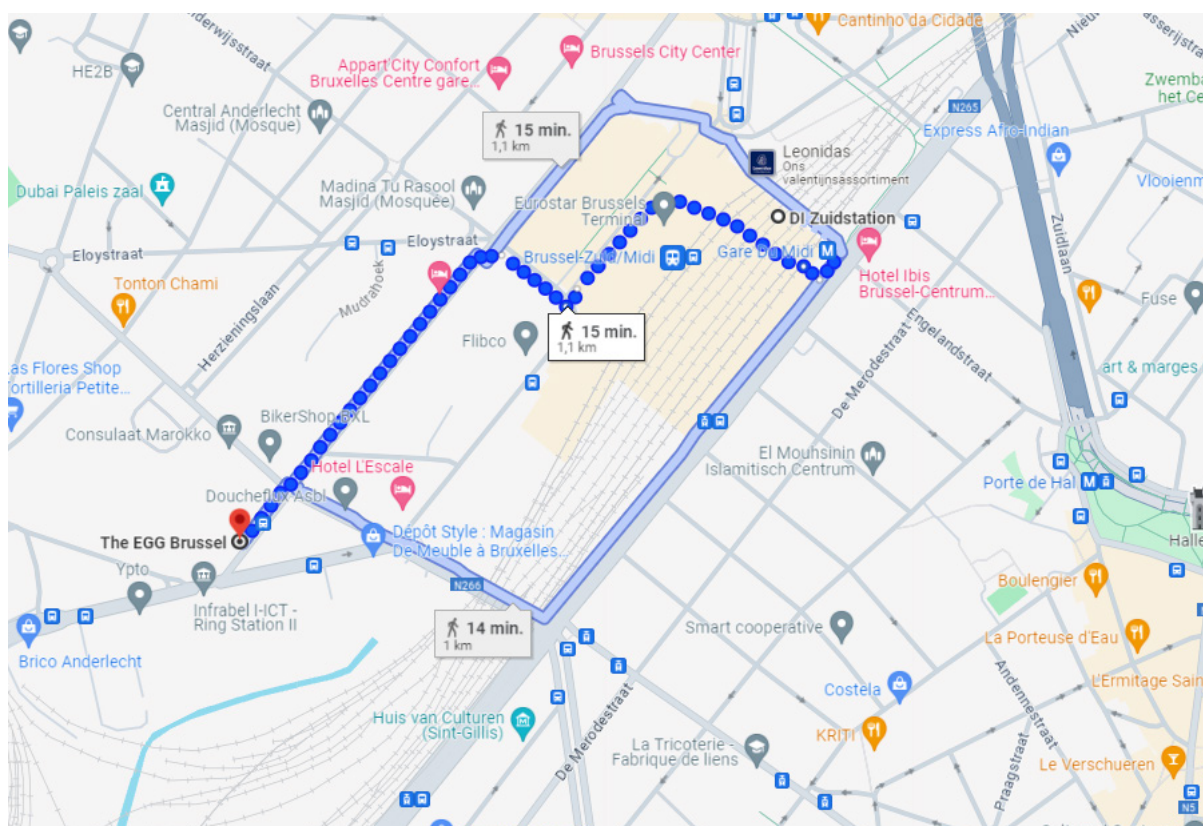 Cantinho da Cidade
Brussels City Center
HE2B
Appart City Confort
Bruxelles Centre gare...
Central Anderlecht
Masjid (Mosque)
N265
Zwemba
het Ce
15 min.
1,1 km
Express Afro-Indian
Leonidas
Ons
valentijnsassortiment
Dubai Paleis zaal
Madina Tu Rasool
Masjid (Mosquée)
Vlooienm
Eurostar Brussels
Terminal
DI Zuidstation
Zuidlaan
Eloystraat
Eloystraat
Brussel-Zuid/Midi
Gare Du Midi
M
Hotel Ibis
Brussel-Centrum...
Tonton Chami
Mudrahoek
Herzieningslaan
Fuse
Engelandstraat
Flibco
15 min.
1,1 km
De Merodestraat
as Flores Shop
ortilleria Petite...
art & marges
BikerShop BXL
Consulaat Marokko
El Mouhsinin
Islamitisch Centrum
Hotel L'Escale
Doucheflux Asbl
Porte de Hal
M
The EGG Brussel
Dépôt Style : Magasin
De Meuble à Bruxelles...
Halle
Ypto
N266
Boulengier
Infrabel I-ICT -
Ring Station II
14 min.
1 km
Smart cooperative
La Porteuse d'Eau
Brico Anderlecht
L'Ermitage Sain
Costela
Andennestraat
Huis van Culturen
(Sint-Gillis)
De Merodestraat
KRITI
La Tricoterie -
Fabrique de liens
Le Verschueren
Praagstraat
N5